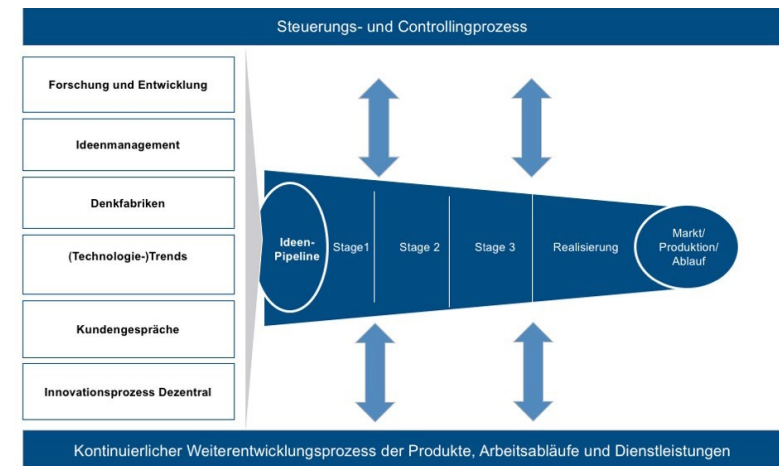 Steuerungs- und Controllingprozess
Forschung und Entwicklung
Ideenmanagement
Denkfabriken
(Technologie-)Trends
Kundengespräche
Innovationsprozess Dezentral
Ideen-
Pipeline
Stage1
Stage 2
Stage 3
Realisierung
Markt/
Produktion/
Ablauf
Kontinuierlicher Weiterentwicklungsprozess der Produkte, Arbeitsabläufe und Dienstleistungen